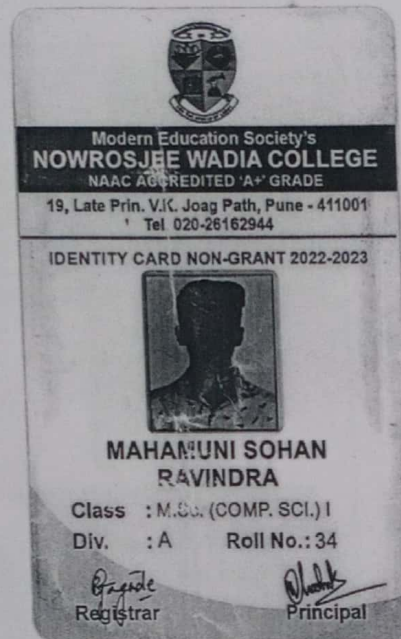 Modern Education Society's
NOWROSJEE WADIA COLLEGE
NAAC ACCREDITED 'A+' GRADE
19, Late Prin. V.K. Joag Path, Pune - 411001
Tel 020-26162944
IDENTITY CARD NON-GRANT 2022-2023
MAHAMUNI SOHAN
RAVINDRA
Class : M.Sc. (COMP. SCI.) I
Div. : A Roll No.: 34
Registrar Principal